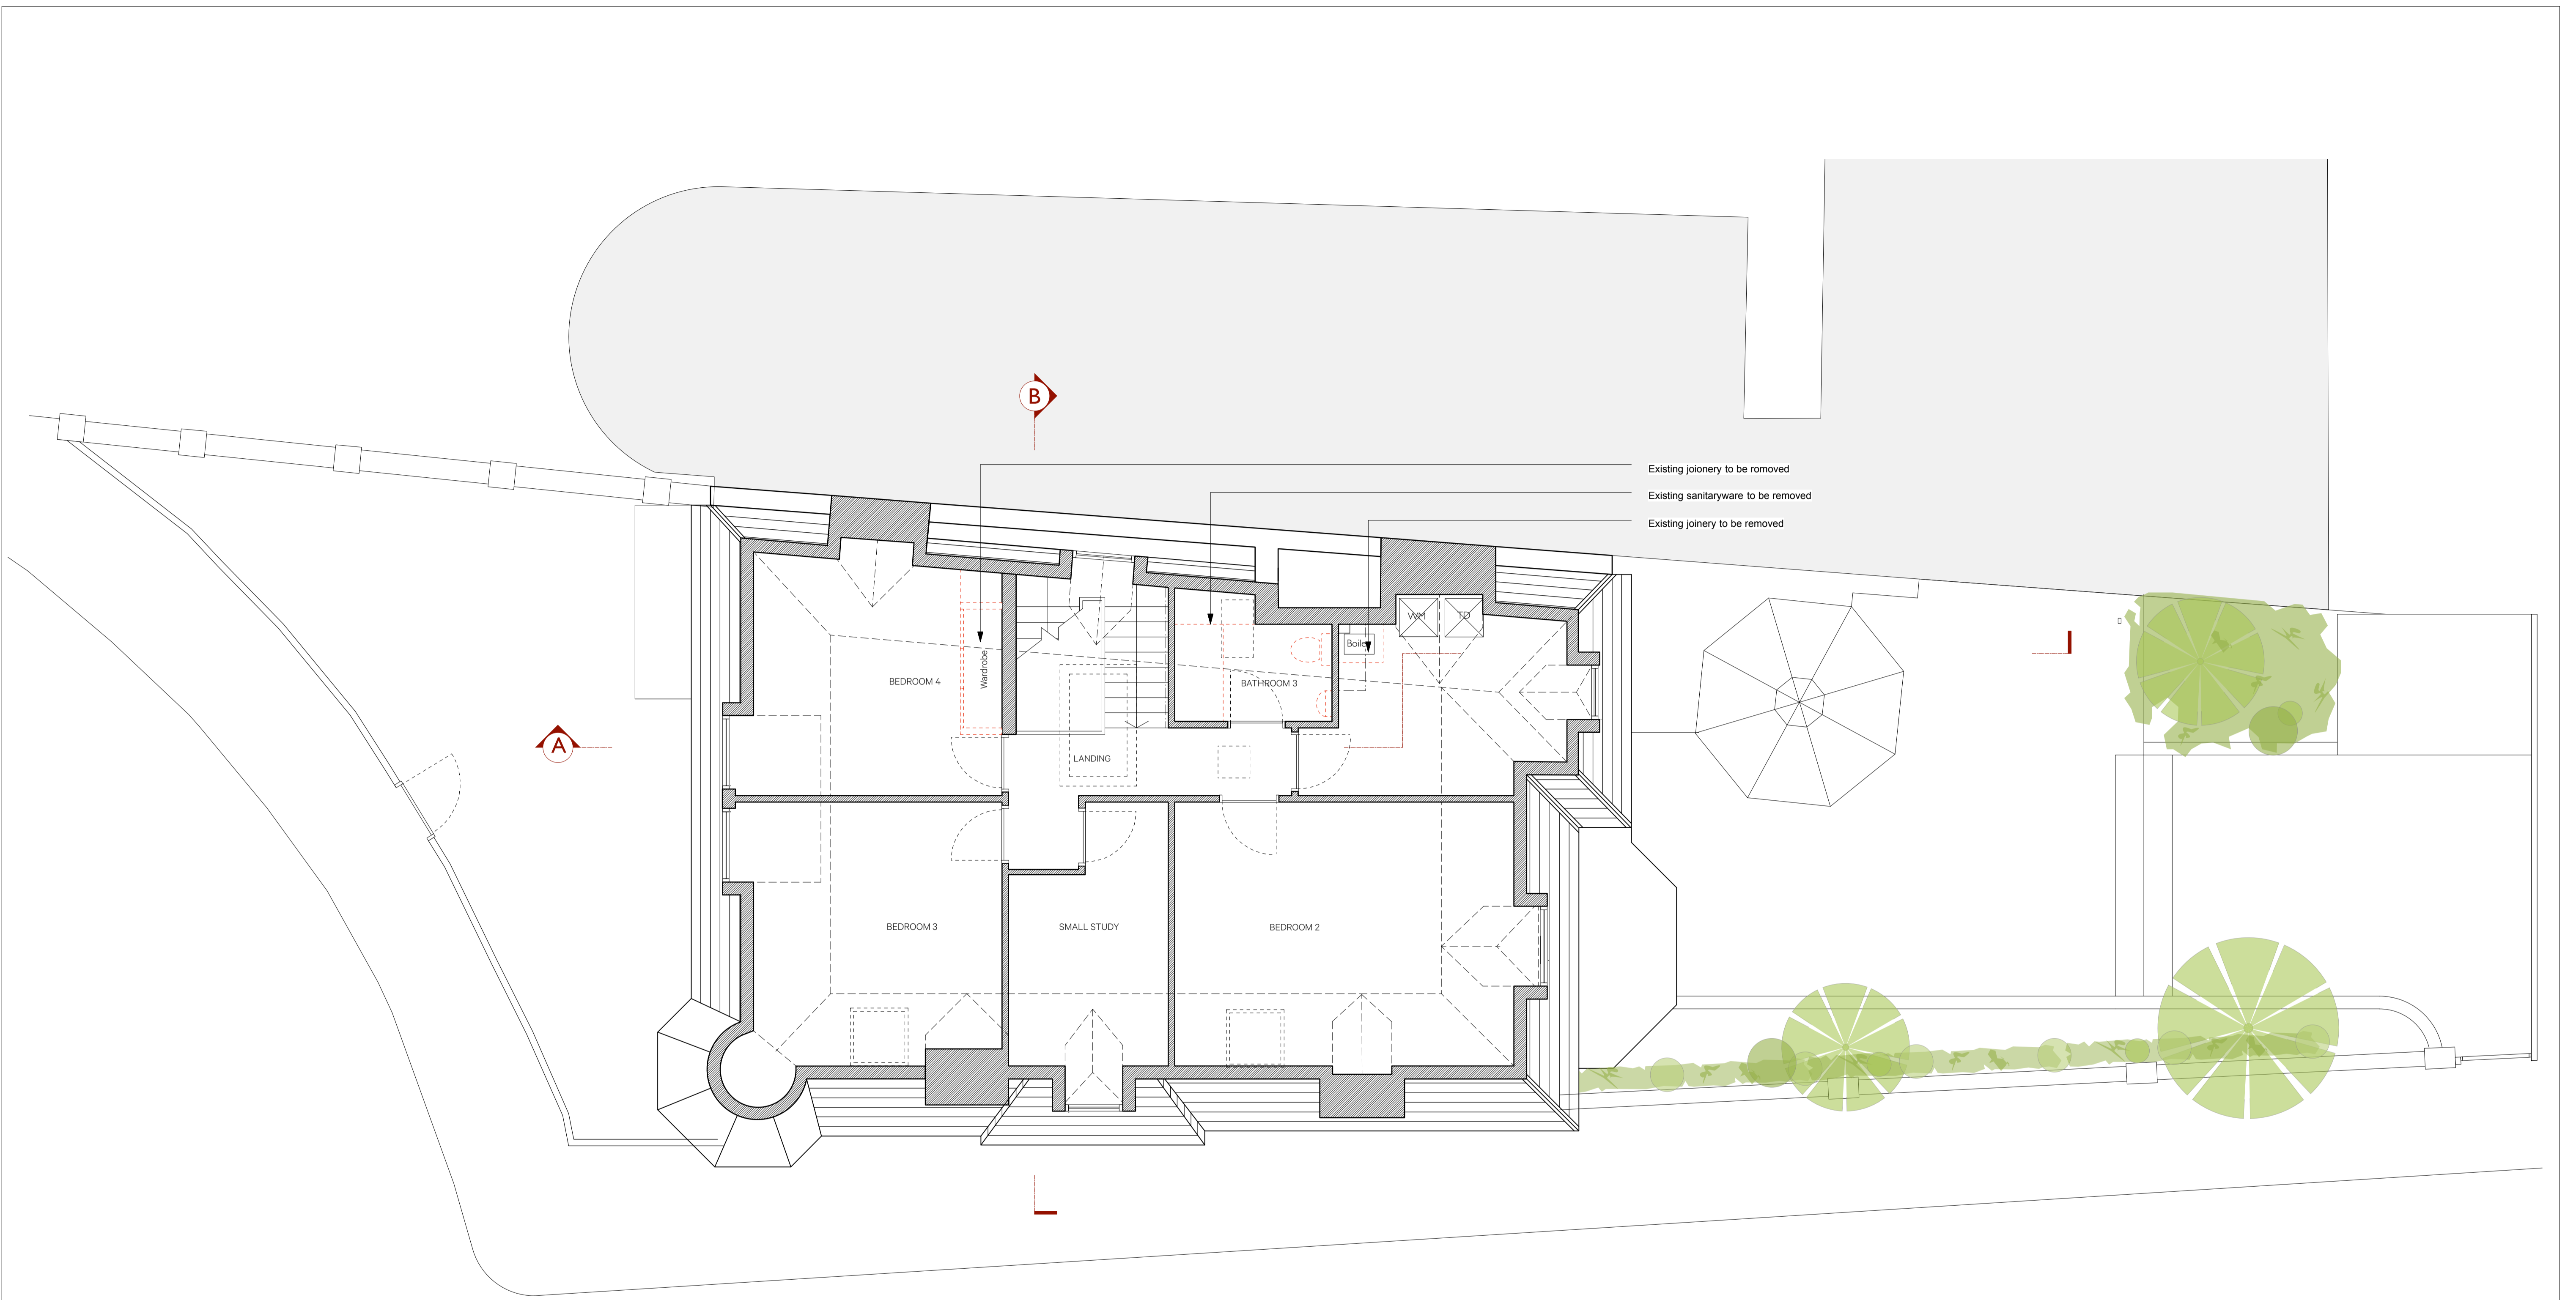 B
Existing joionery to be romoved
Existing sanitaryware to be removed
Existing joinery to be removed
WM
TD
Boiler
Wardrobe
BEDROOM 4
BATHROOM 3
A
LANDING
BEDROOM 3
SMALL STUDY
BEDROOM 2